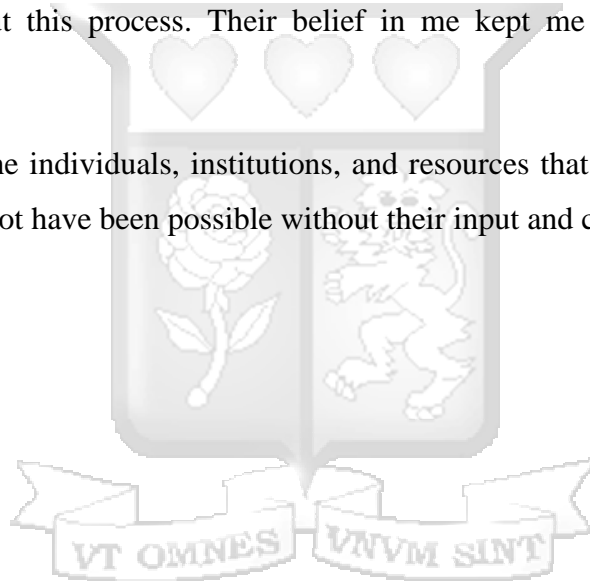 ut this process. Their belief in me kept me
ne individuals, institutions, and resources that
ot have been possible without their input and c
VT OMNES VNVM SINT